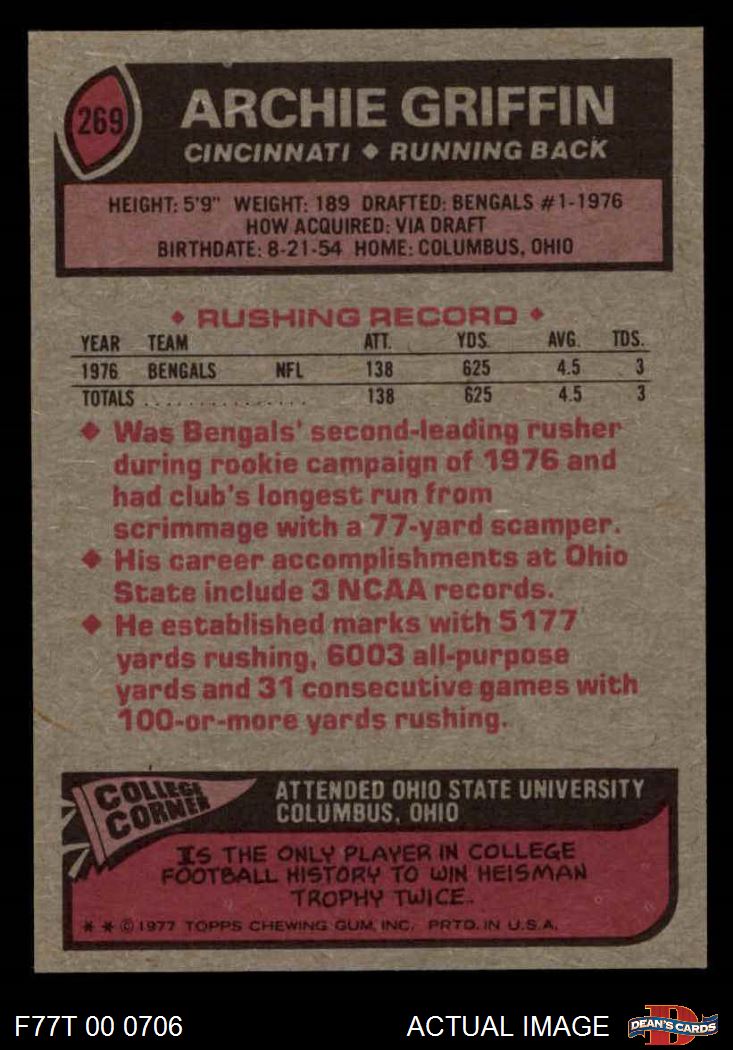 269
ARCHIE GRIFFIN
CINCINNATI ◆ RUNNING BACK
HEIGHT: 5'9" WEIGHT: 189 DRAFTED: BENGALS #1-1976
HOW ACQUIRED: VIA DRAFT
BIRTHDATE: 8-21-54 HOME: COLUMBUS, OHIO
◆ RUSHING RECORD ◆
YEAR TEAM ATT. YDS. AVG. TDS.
1976 BENGALS NFL 138 625 4.5 3
TOTALS . . . . . . . . . . . . . . . 138 625 4.5 3
◆ Was Bengals' second-leading rusher
during rookie campaign of 1976 and
had club's longest run from
scrimmage with a 77-yard scamper.
◆ His career accomplishments at Ohio
State include 3 NCAA records.
◆ He established marks with 5177
yards rushing, 6003 all-purpose
yards and 31 consecutive games with
100-or-more yards rushing.
COLLEGE
CORNER
ATTENDED OHIO STATE UNIVERSITY
COLUMBUS, OHIO
IS THE ONLY PLAYER IN COLLEGE
FOOTBALL HISTORY TO WIN HEISMAN
TROPHY TWICE.
* * © 1977 TOPPS CHEWING GUM, INC. PRTD. IN U.S.A.
F77T 00 0706 ACTUAL IMAGE DEAN'S CARDS